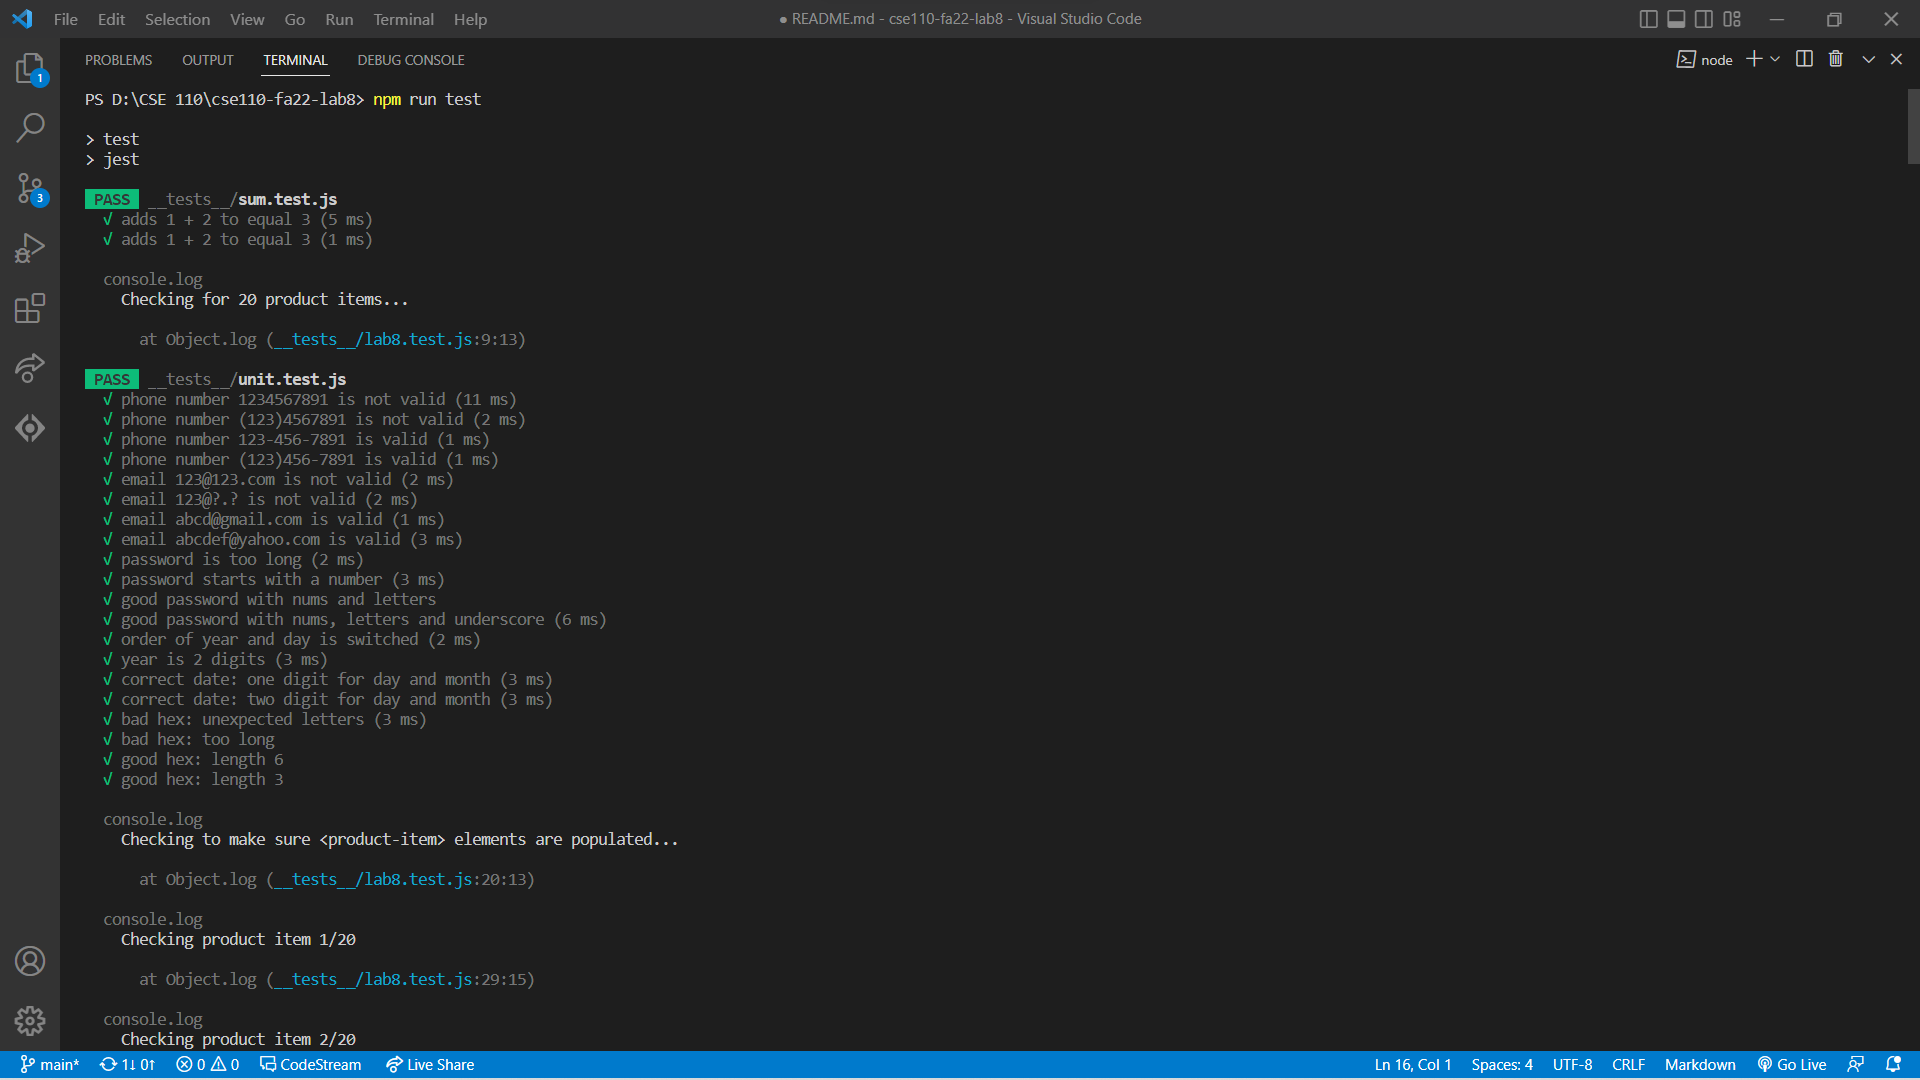 File Edit Selection View Go Run Terminal Help
● README.md - cse110-fa22-lab8 - Visual Studio Code
PROBLEMS OUTPUT TERMINAL DEBUG CONSOLE
node
1
3
PS D:\CSE 110\cse110-fa22-lab8> npm run test
> test
> jest
PASS __tests__/sum.test.js
√ adds 1 + 2 to equal 3 (5 ms)
√ adds 1 + 2 to equal 3 (1 ms)
console.log
Checking for 20 product items...
at Object.log (__tests__/lab8.test.js:9:13)
PASS __tests__/unit.test.js
√ phone number 1234567891 is not valid (11 ms)
√ phone number (123)4567891 is not valid (2 ms)
√ phone number 123-456-7891 is valid (1 ms)
√ phone number (123)456-7891 is valid (1 ms)
√ email 123@123.com is not valid (2 ms)
√ email 123@?.? is not valid (2 ms)
√ email abcd@gmail.com is valid (1 ms)
√ email abcdef@yahoo.com is valid (3 ms)
√ password is too long (2 ms)
√ password starts with a number (3 ms)
√ good password with nums and letters
√ good password with nums, letters and underscore (6 ms)
√ order of year and day is switched (2 ms)
√ year is 2 digits (3 ms)
√ correct date: one digit for day and month (3 ms)
√ correct date: two digit for day and month (3 ms)
√ bad hex: unexpected letters (3 ms)
√ bad hex: too long
√ good hex: length 6
√ good hex: length 3
console.log
Checking to make sure <product-item> elements are populated...
at Object.log (__tests__/lab8.test.js:20:13)
console.log
Checking product item 1/20
at Object.log (__tests__/lab8.test.js:29:15)
console.log
Checking product item 2/20
main* 1↓ 0↑ 0 0 CodeStream Live Share
Ln 16, Col 1 Spaces: 4 UTF-8 CRLF Markdown Go Live